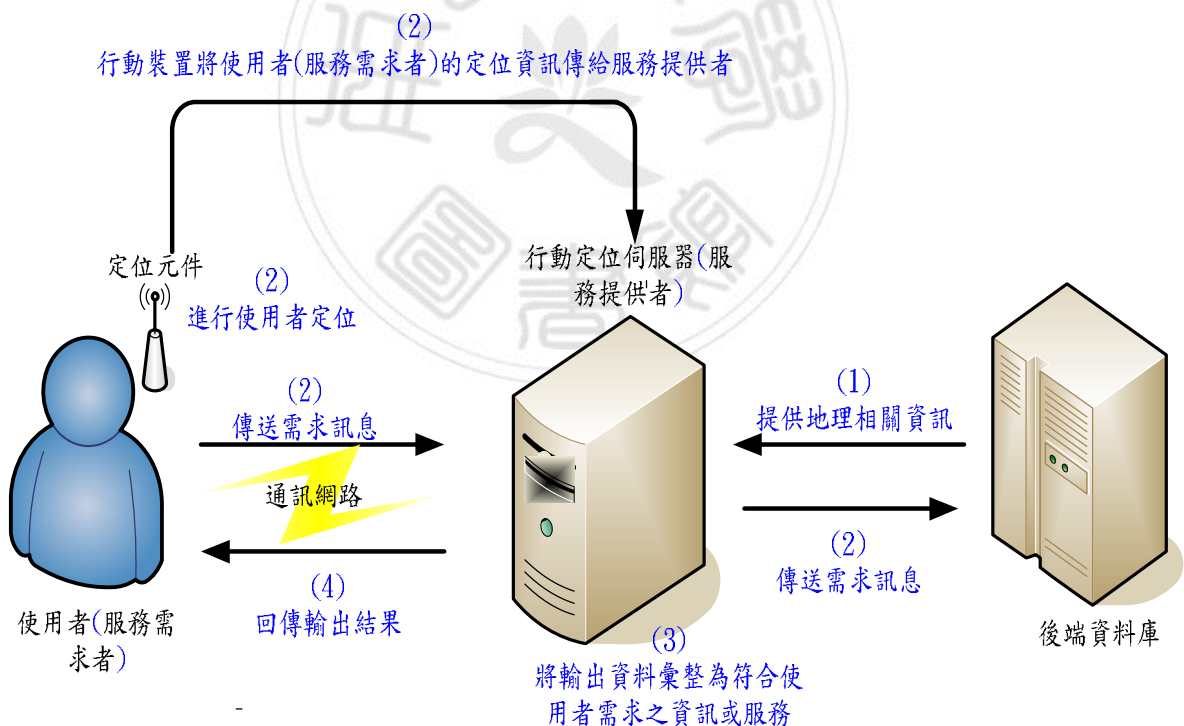 (2)
行動裝置將使用者(服務需求者)的定位資訊傳給服務提供者
定位元件
(2)
進行使用者定位
行動定位伺服器(服
務提供者)
(2)
傳送需求訊息
通訊網路
(4)
回傳輸出結果
(1)
提供地理相關資訊
(2)
傳送需求訊息
使用者(服務需
求者)
(3)
將輸出資料彙整為符合使
用者需求之資訊或服務
後端資料庫
-